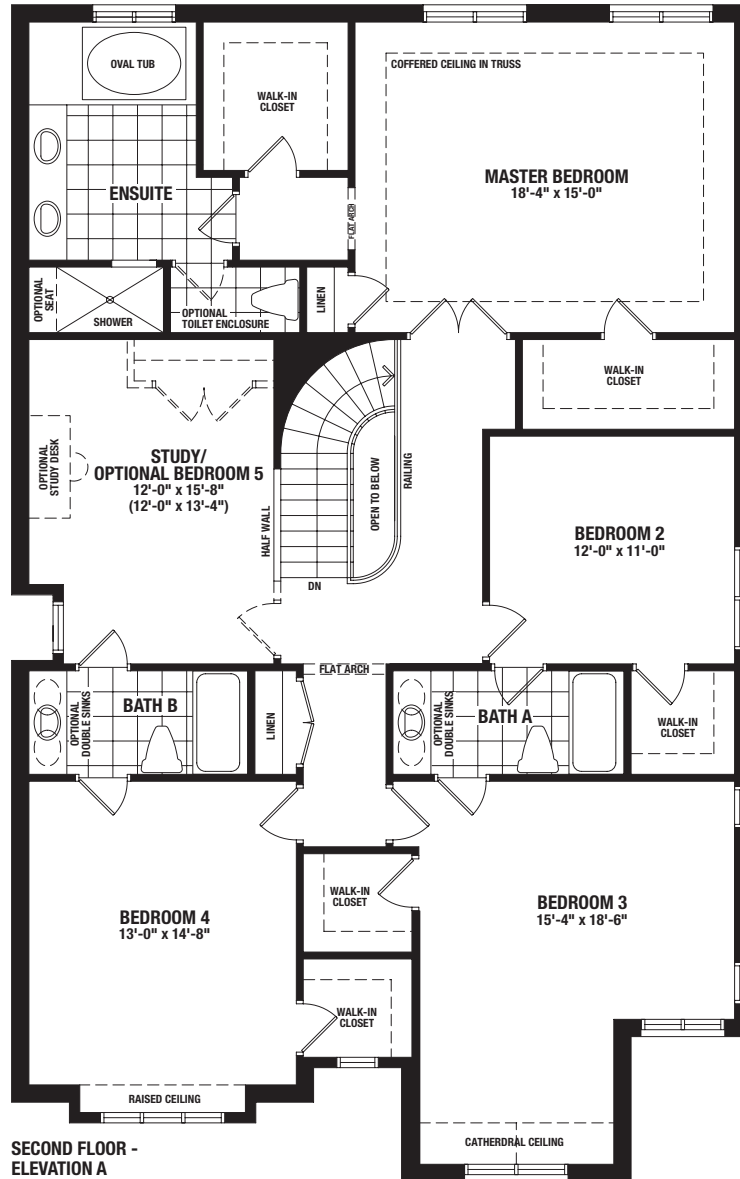 OVAL TUB
WALK-IN
CLOSET
COFFERED CEILING IN TRUSS
MASTER BEDROOM
18'-4" x 15'-0"
ENSUITE
FLAT ARCH
OPTIONAL
SEAT
SHOWER
OPTIONAL
TOILET ENCLOSURE
LINEN
WALK-IN
CLOSET
STUDY/
OPTIONAL BEDROOM 5
12'-0" x 15'-8"
(12'-0" x 13'-4")
OPTIONAL
STUDY DESK
HALF WALL
OPEN TO BELOW
RAILING
DN
BEDROOM 2
12'-0" x 11'-0"
FLAT ARCH
BATH B
OPTIONAL
DOUBLE SINKS
LINEN
OPTIONAL
DOUBLE SINKS
BATH A
WALK-IN
CLOSET
BEDROOM 4
13'-0" x 14'-8"
WALK-IN
CLOSET
BEDROOM 3
15'-4" x 18'-6"
WALK-IN
CLOSET
RAISED CEILING
CATHERDRAL CEILING
SECOND FLOOR -
ELEVATION A